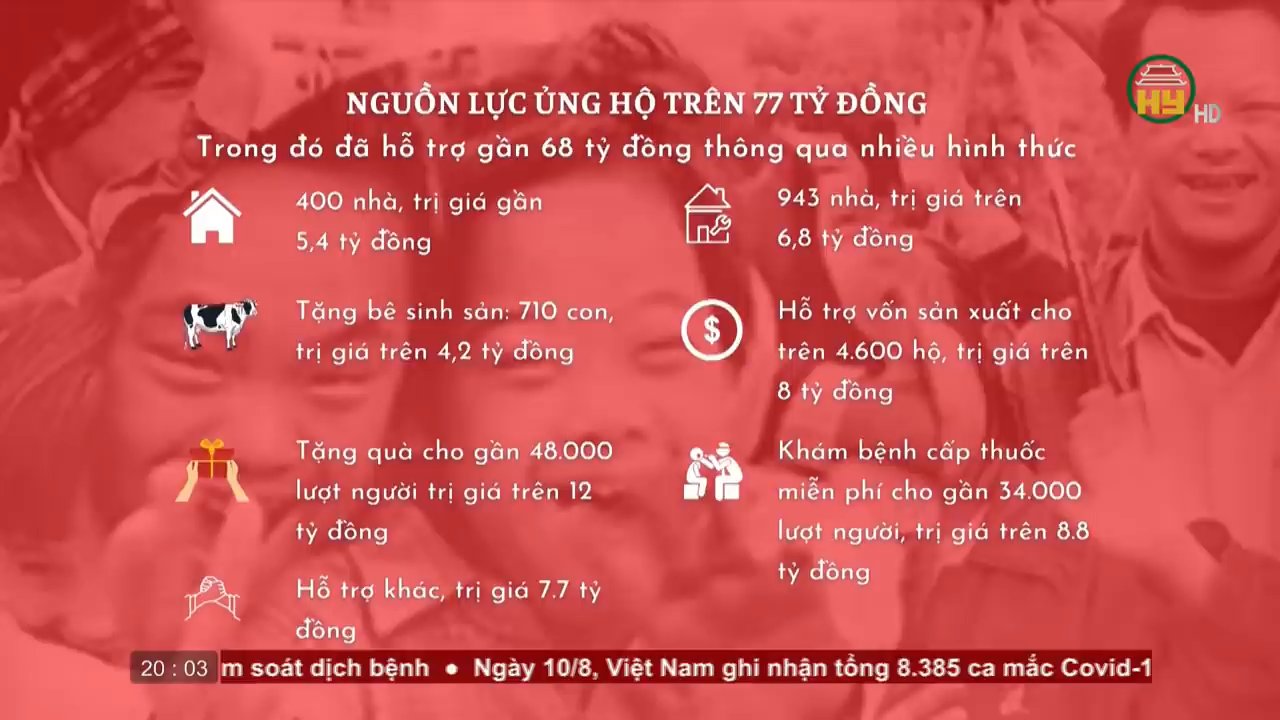 NGUỒN LỰC ỦNG HỘ TRÊN 77 TỶ ĐỒNG
Trong đó đã hỗ trợ gần 68 tỷ đồng thông qua nhiều hình thức
400 nhà, trị giá gần
5,4 tỷ đồng
943 nhà, trị giá trên
6,8 tỷ đồng
Tặng bê sinh sản: 710 con,
trị giá trên 4,2 tỷ đồng
$
Hỗ trợ vốn sản xuất cho
trên 4.600 hộ, trị giá trên
8 tỷ đồng
Tặng quà cho gần 48.000
lượt người trị giá trên 12
tỷ đồng
Khám bệnh cấp thuốc
miễn phí cho gần 34.000
lượt người, trị giá trên 8.8
tỷ đồng
Hỗ trợ khác, trị giá 7.7 tỷ
đồng
HY HD
20 : 03 m soát dịch bệnh ● Ngày 10/8, Việt Nam ghi nhận tổng 8.385 ca mắc Covid-1